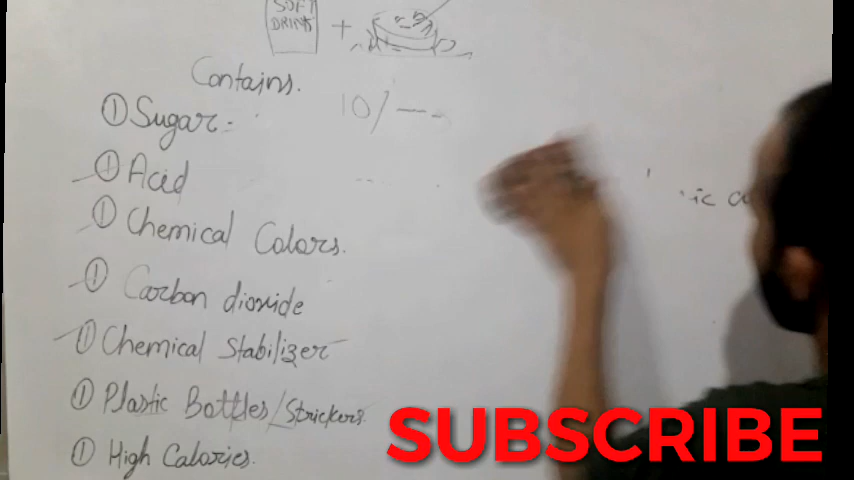 SOFT
DRINK +
Contains.
10/
① Sugar:
① Acid
ic a
① Chemical Colors.
① Carbon dioxide
① Chemical Stabilizer
① Plastic Bottles/Strickers
① High Calories.
SUBSCRIBE